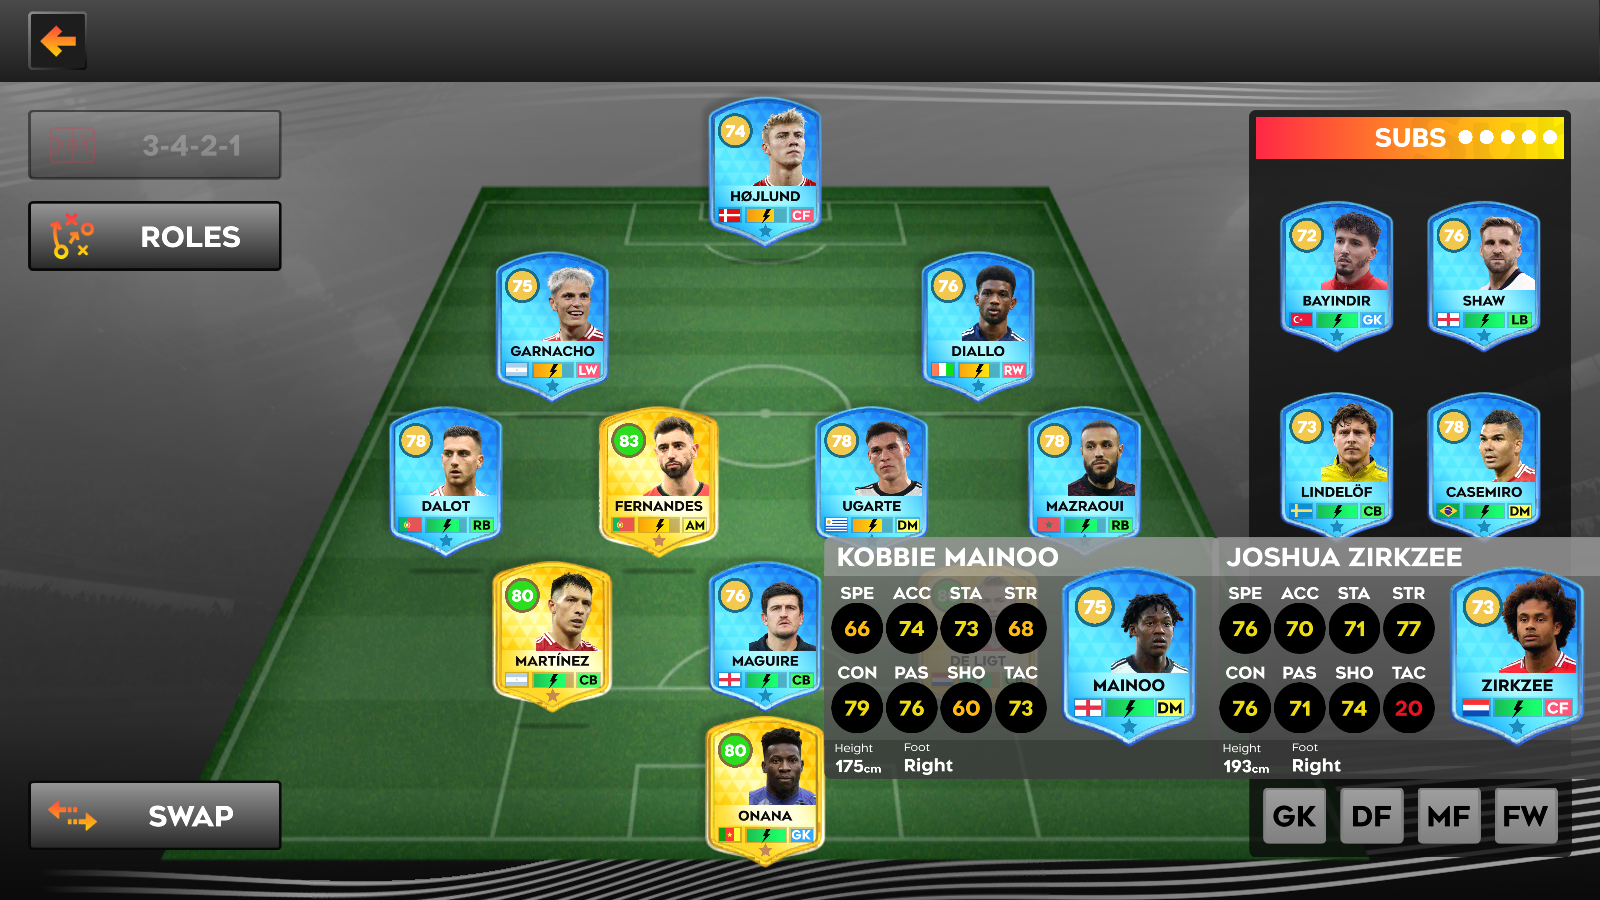 3-4-2-1
ROLES
SWAP
74
HØJLUND
CF
75
GARNACHO
LW
76
DIALLO
RW
78
DALOT
RB
83
FERNANDES
AM
78
UGARTE
DM
78
MAZRAOUI
RB
80
MARTÍNEZ
CB
76
MAGUIRE
CB
DE LIGT
80
ONANA
GK
SUBS
72
BAYINDIR
GK
76
SHAW
LB
73
LINDELÖF
CB
78
CASEMIRO
DM
KOBBIE MAINOO
SPE ACC STA STR
66 74 73 68
CON PAS SHO TAC
79 76 60 73
Height Foot
175cm Right
75
MAINOO
DM
JOSHUA ZIRKZEE
SPE ACC STA STR
76 70 71 77
CON PAS SHO TAC
76 71 74 20
Height Foot
193cm Right
73
ZIRKZEE
CF
GK DF MF FW